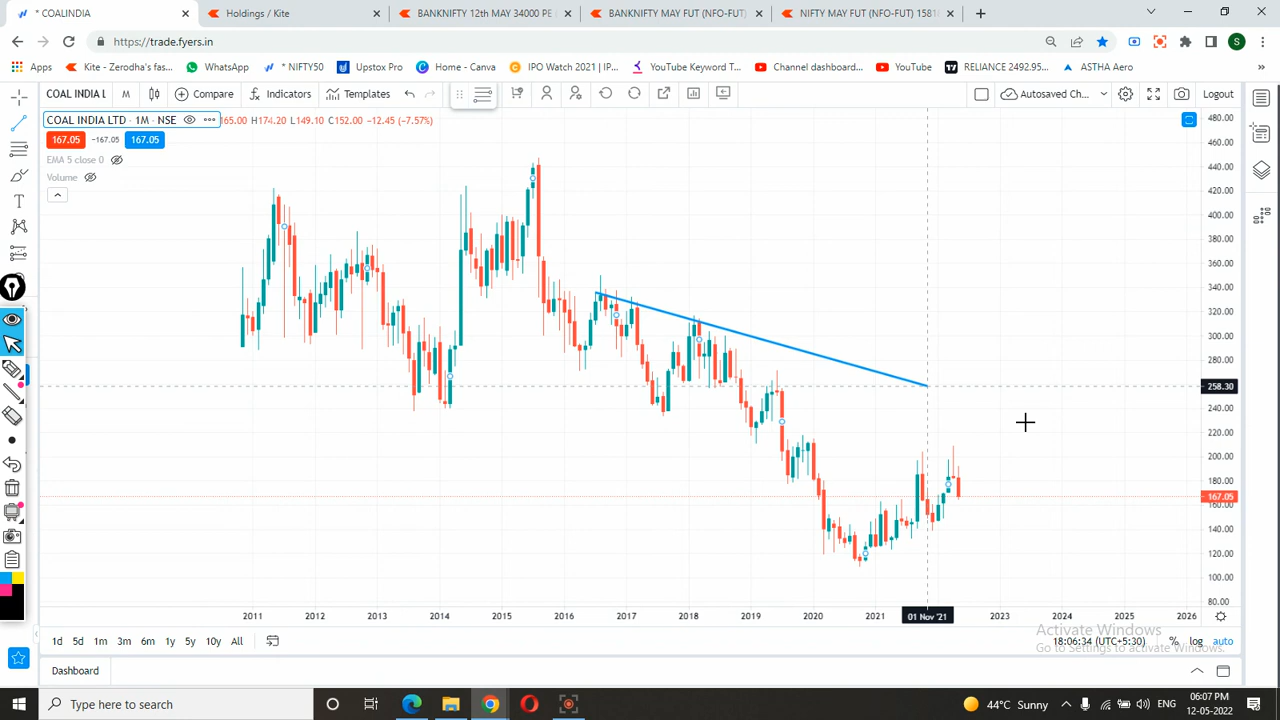 * COALINDIA
Holdings / Kite
BANKNIFTY 12th MAY 34000 PE /
BANKNIFTY MAY FUT (NFO-FUT)
NIFTY MAY FUT (NFO-FUT) 1581
https://trade.fyers.in
S
Apps
Kite - Zerodha's fas...
WhatsApp
* NIFTY50
Upstox Pro
Home - Canva
IPO Watch 2021 | IP...
YouTube Keyword T...
Channel dashboard...
YouTube
RELIANCE 2492.95...
ASTHA Aero
COAL INDIA L
M
Compare
Indicators
Templates
Autosaved Ch...
Logout
COAL INDIA LTD · 1M · NSE
165.00 H174.20 L149.10 C152.00 −12.45 (−7.57%)
167.05
−167.05
167.05
EMA 5 close 0
Volume
480.00
460.00
440.00
420.00
400.00
380.00
360.00
340.00
320.00
300.00
280.00
258.30
240.00
220.00
200.00
180.00
167.05
160.00
140.00
120.00
100.00
80.00
2011 2012 2013 2014 2015 2016 2017 2018 2019 2020 2021 01 Nov '21 2023 2024 2025 2026
Activate Windows
Go to Settings to activate Windows.
1d 5d 1m 3m 6m 1y 5y 10y All
18:06:34 (UTC+5:30)
% log auto
Dashboard
Type here to search
44°C Sunny
ENG
06:07 PM
12-05-2022